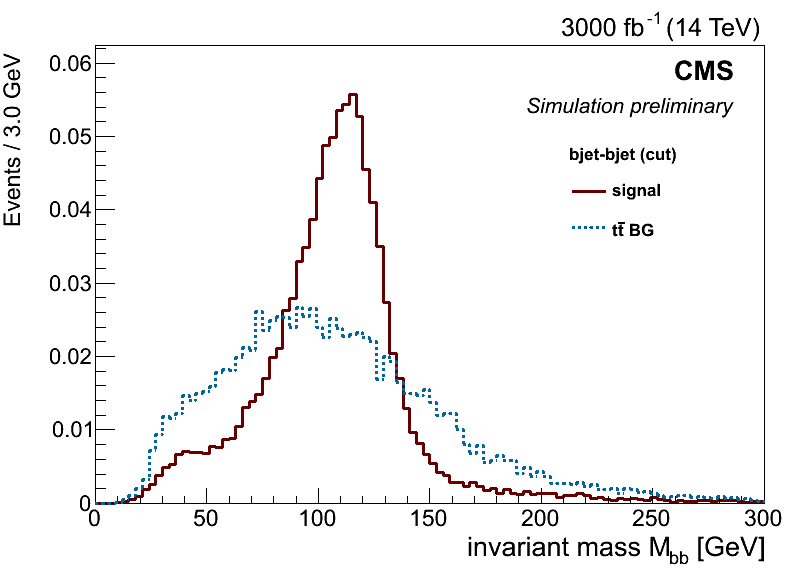 3000 fb-1 (14 TeV)
CMS
Simulation preliminary
bjet-bjet (cut)
signal
tt̄ BG
Events / 3.0 GeV
0.06
0.05
0.04
0.03
0.02
0.01
0
0 50 100 150 200 250 300
invariant mass Mbb [GeV]